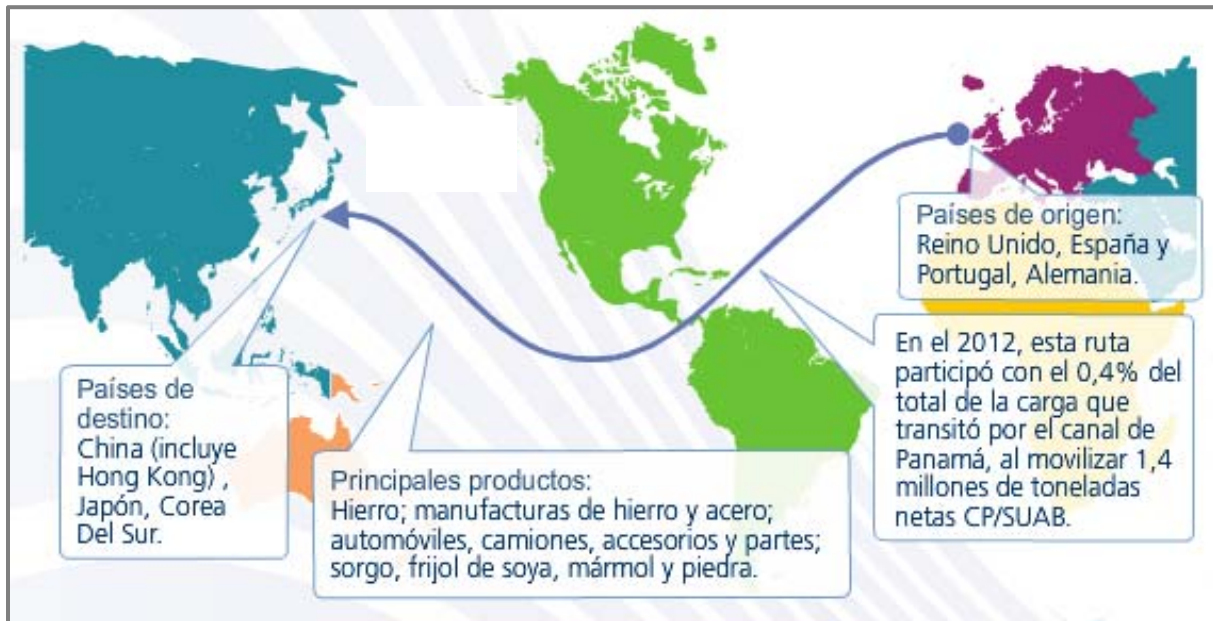 Países de origen:
Reino Unido, España y
Portugal, Alemania.
En el 2012, esta ruta
participó con el 0,4% del
total de la carga que
transitó por el canal de
Panamá, al movilizar 1,4
millones de toneladas
netas CP/SUAB.
Países de
destino:
China (incluye
Hong Kong) ,
Japón, Corea
Del Sur.
Principales productos:
Hierro; manufacturas de hierro y acero;
automóviles, camiones, accesorios y partes;
sorgo, frijol de soya, mármol y piedra.